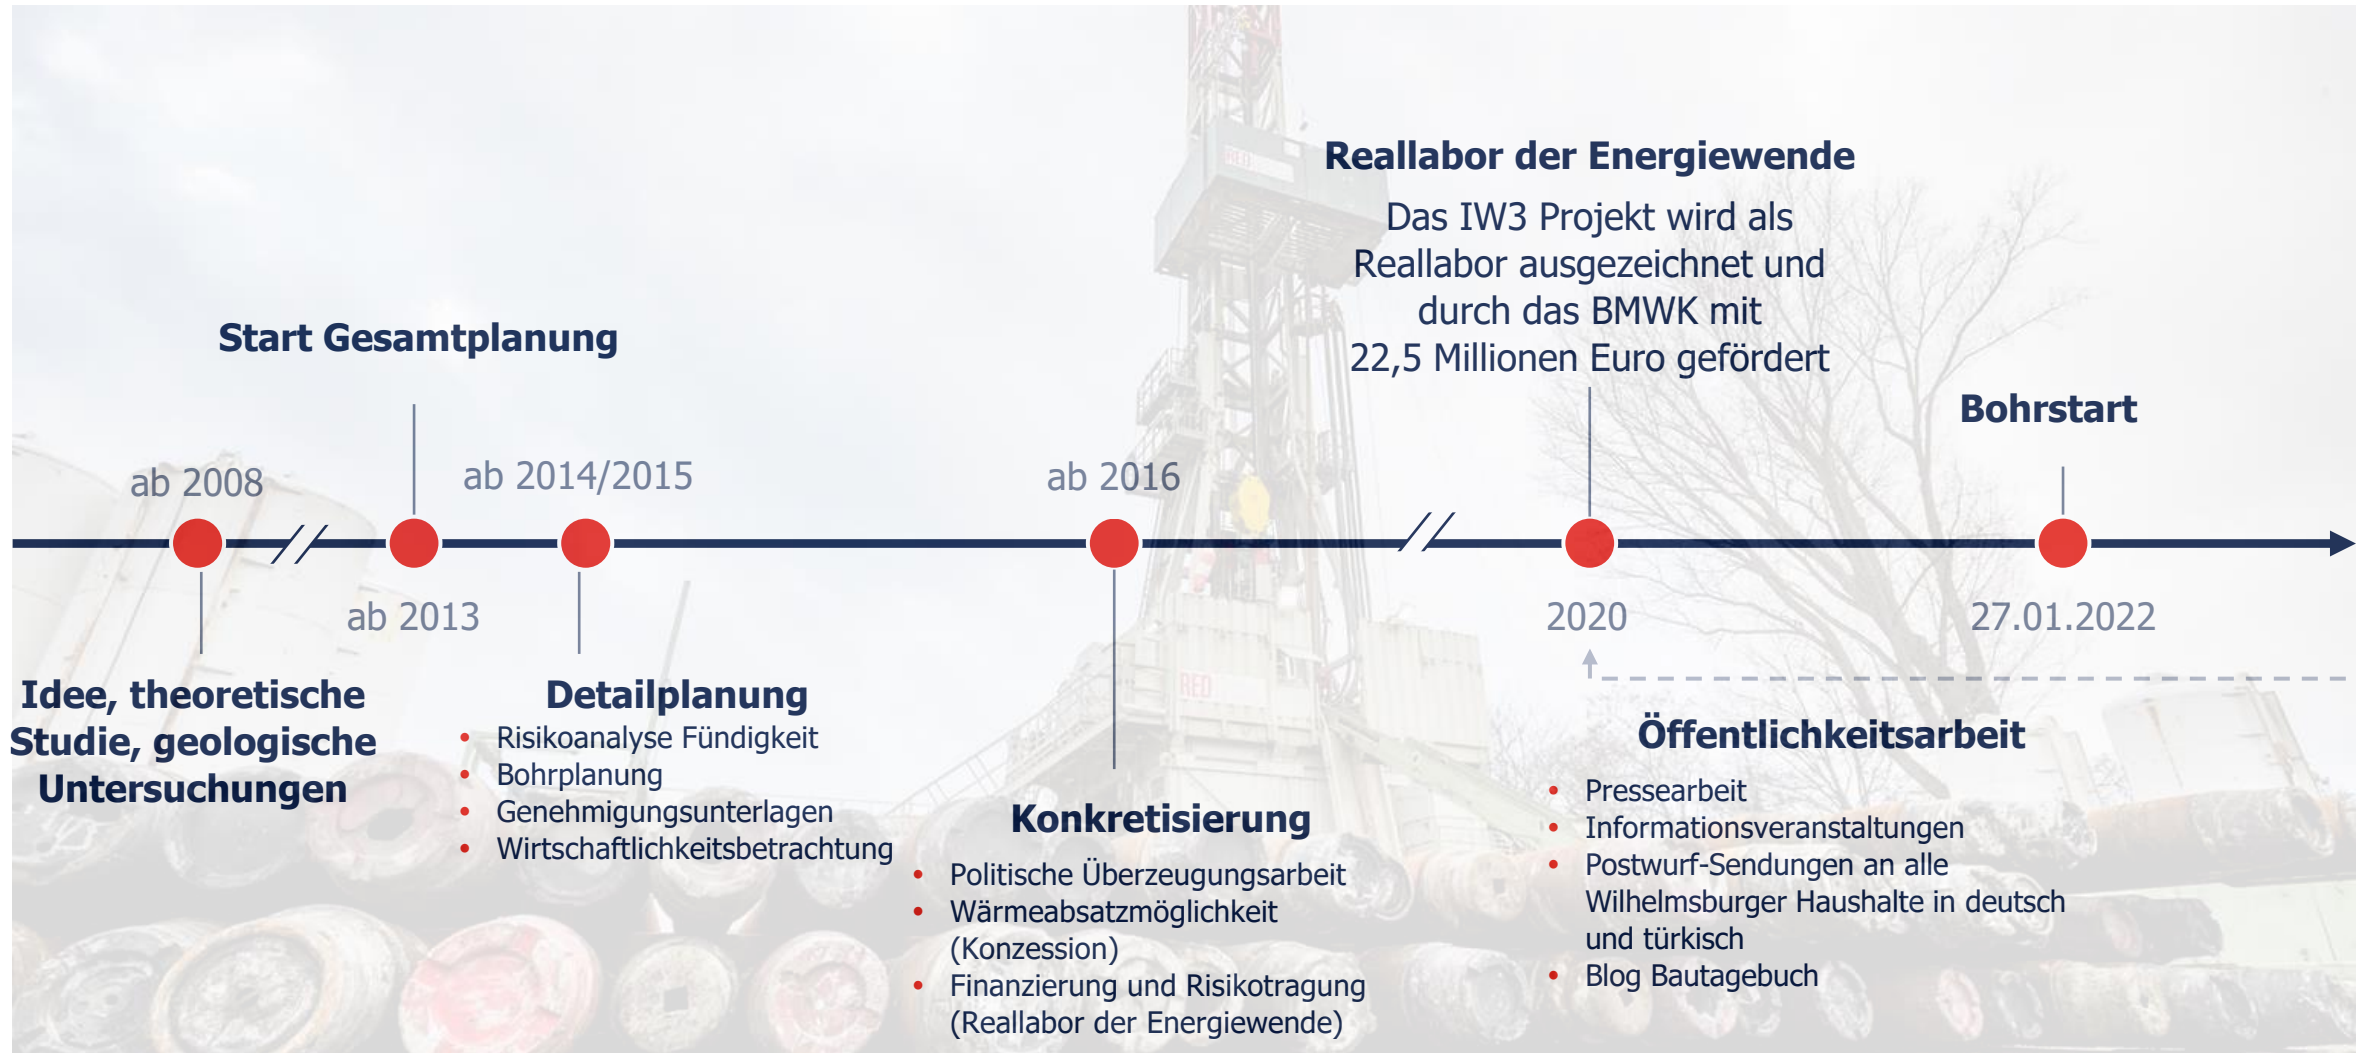 Reallabor der Energiewende
Das IW3 Projekt wird als
Reallabor ausgezeichnet und
durch das BMWK mit
22,5 Millionen Euro gefördert
Start Gesamtplanung
Bohrstart
ab 2008
ab 2014/2015
ab 2016
ab 2013
2020
27.01.2022
Idee, theoretische
Studie, geologische
Untersuchungen
Detailplanung
• Risikoanalyse Fündigkeit
• Bohrplanung
• Genehmigungsunterlagen
• Wirtschaftlichkeitsbetrachtung
Konkretisierung
• Politische Überzeugungsarbeit
• Wärmeabsatzmöglichkeit
(Konzession)
• Finanzierung und Risikotragung
(Reallabor der Energiewende)
Öffentlichkeitsarbeit
• Pressearbeit
• Informationsveranstaltungen
• Postwurf-Sendungen an alle
Wilhelmsburger Haushalte in deutsch
und türkisch
• Blog Bautagebuch
RED
RED